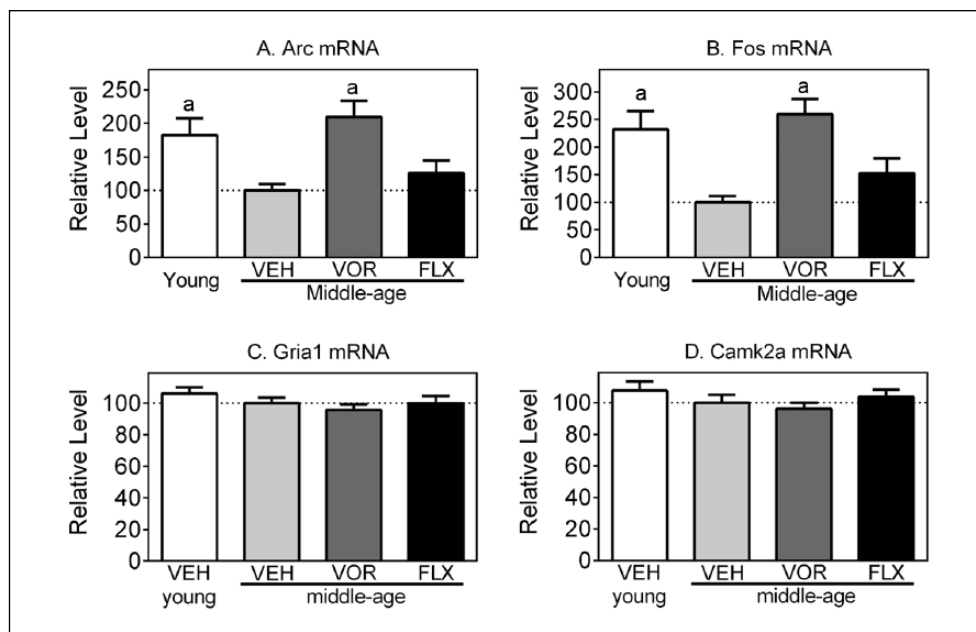 A. Arc mRNA
Relative Level
250
200
150
100
50
0
a
a
Young
VEH
VOR
FLX
Middle-age
B. Fos mRNA
Relative Level
300
250
200
150
100
50
0
a
a
Young
VEH
VOR
FLX
Middle-age
C. Gria1 mRNA
Relative Level
100
80
60
40
20
0
VEH
young
VEH
VOR
FLX
middle-age
D. Camk2a mRNA
Relative Level
100
80
60
40
20
0
VEH
young
VEH
VOR
FLX
middle-age